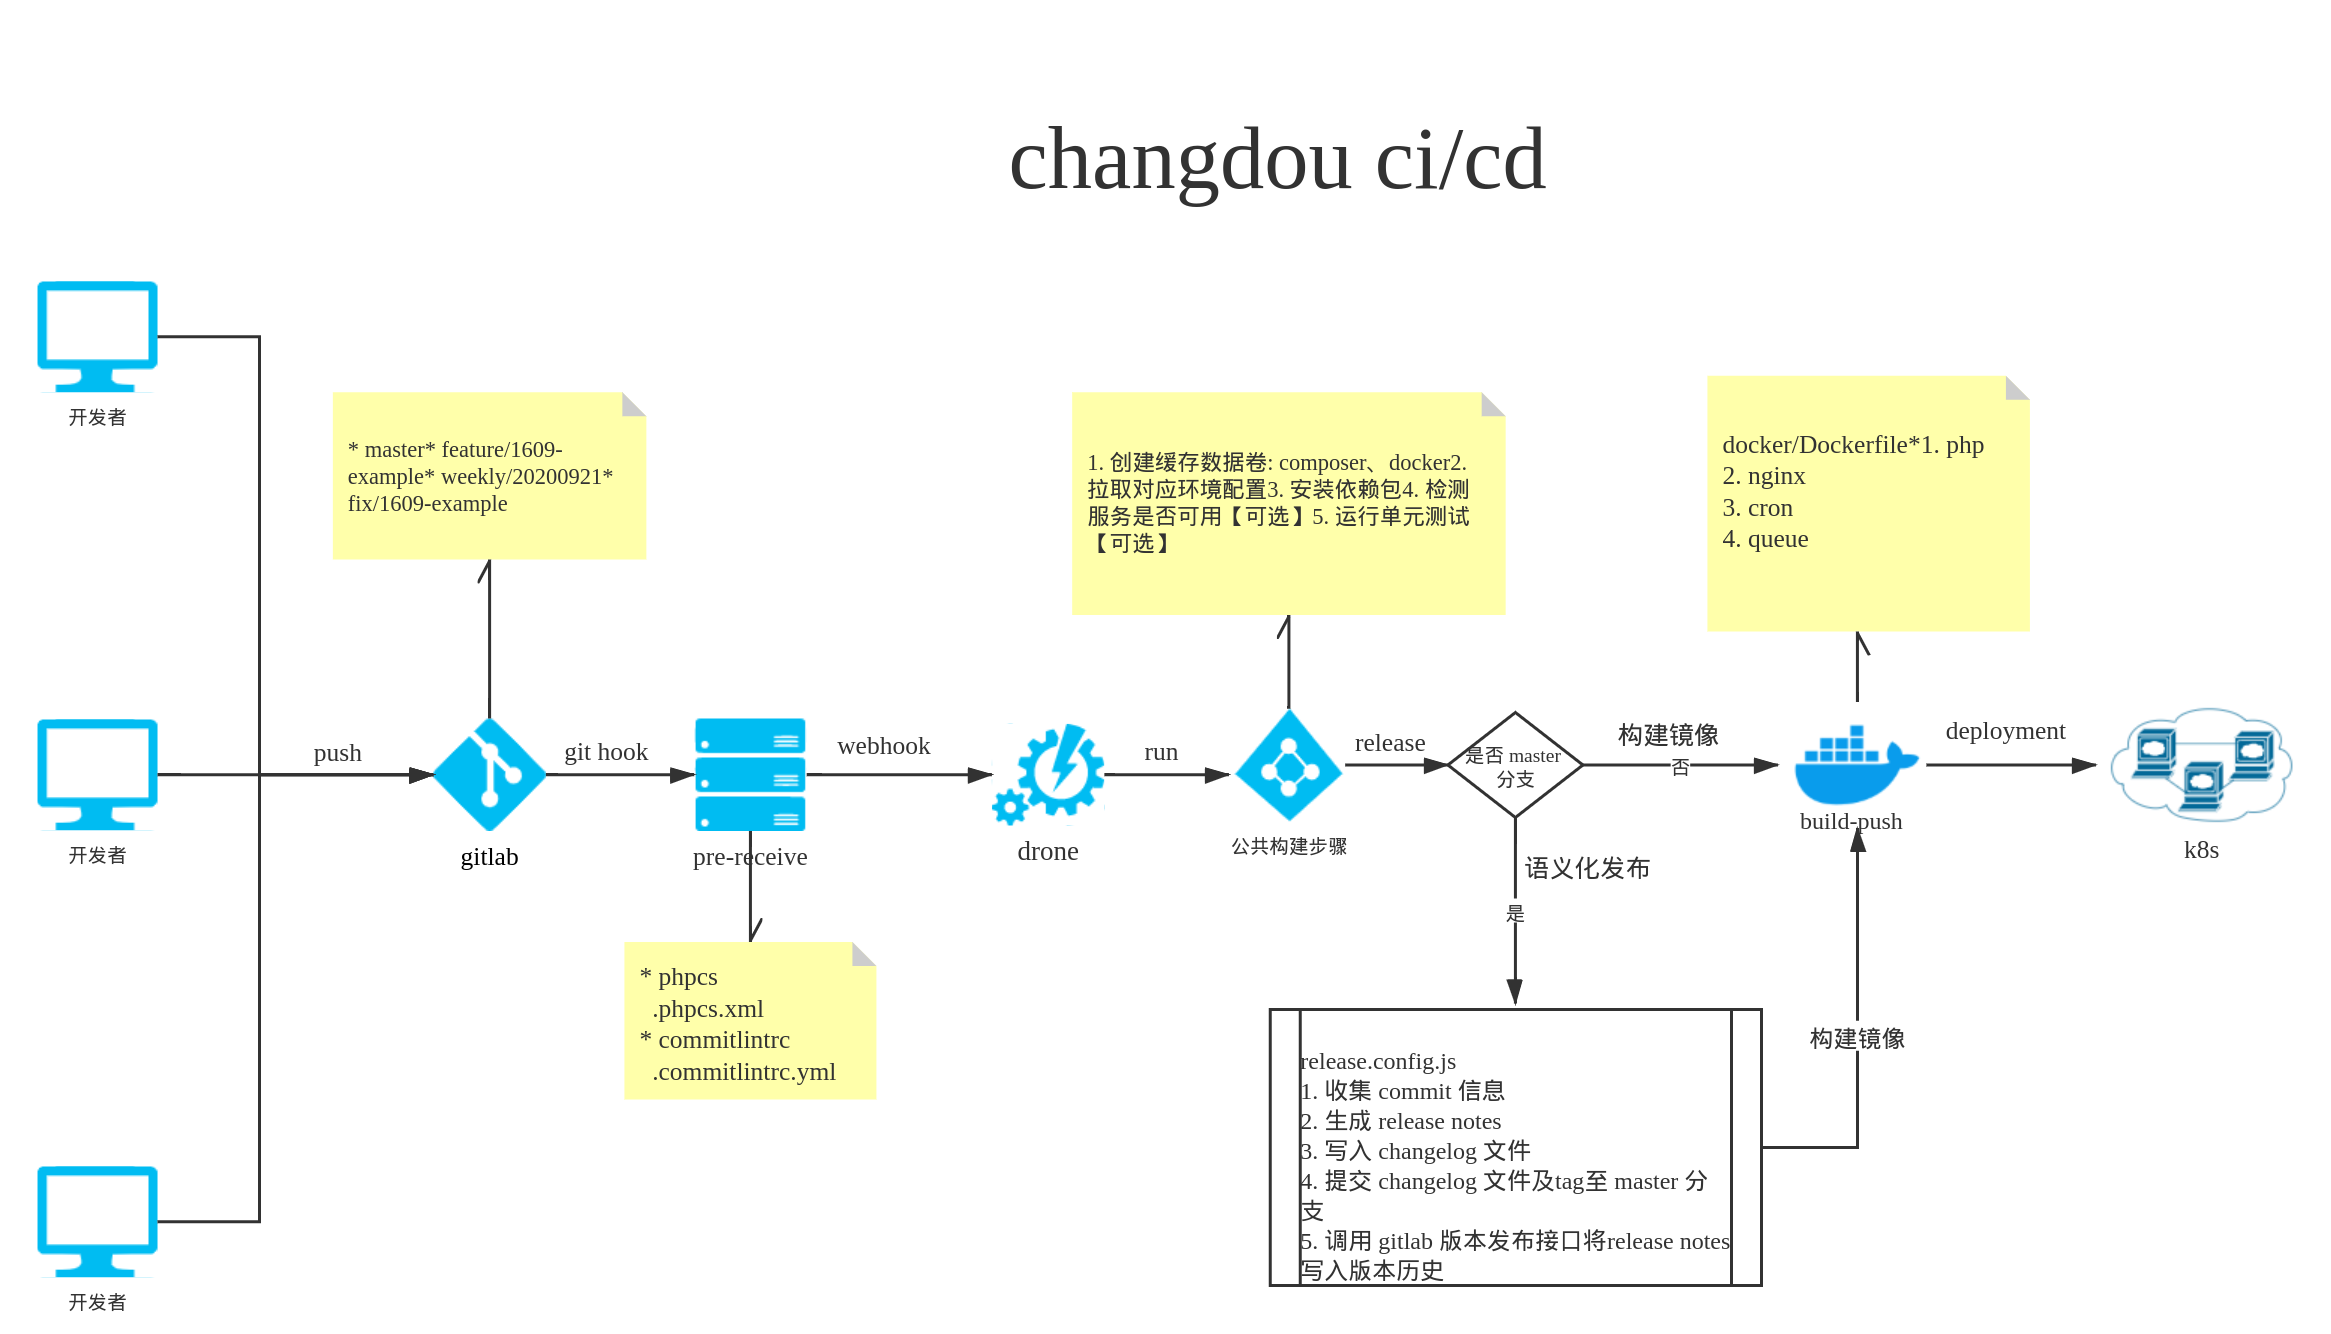 changdou ci/cd
开发者
* master* feature/1609-
example* weekly/20200921*
fix/1609-example
1. 创建缓存数据卷: composer、docker2.
拉取对应环境配置3. 安装依赖包4. 检测
服务是否可用【可选】5. 运行单元测试
【可选】
docker/Dockerfile*1. php
2. nginx
3. cron
4. queue
开发者
push
gitlab
git hook
pre-receive
webhook
drone
run
公共构建步骤
release
是否 master
分支
构建镜像
否
build-push
deployment
k8s
语义化发布
是
* phpcs
.phpcs.xml
* commitlintrc
.commitlintrc.yml
release.config.js
1. 收集 commit 信息
2. 生成 release notes
3. 写入 changelog 文件
4. 提交 changelog 文件及tag至 master 分
支
5. 调用 gitlab 版本发布接口将release notes
写入版本历史
构建镜像
开发者